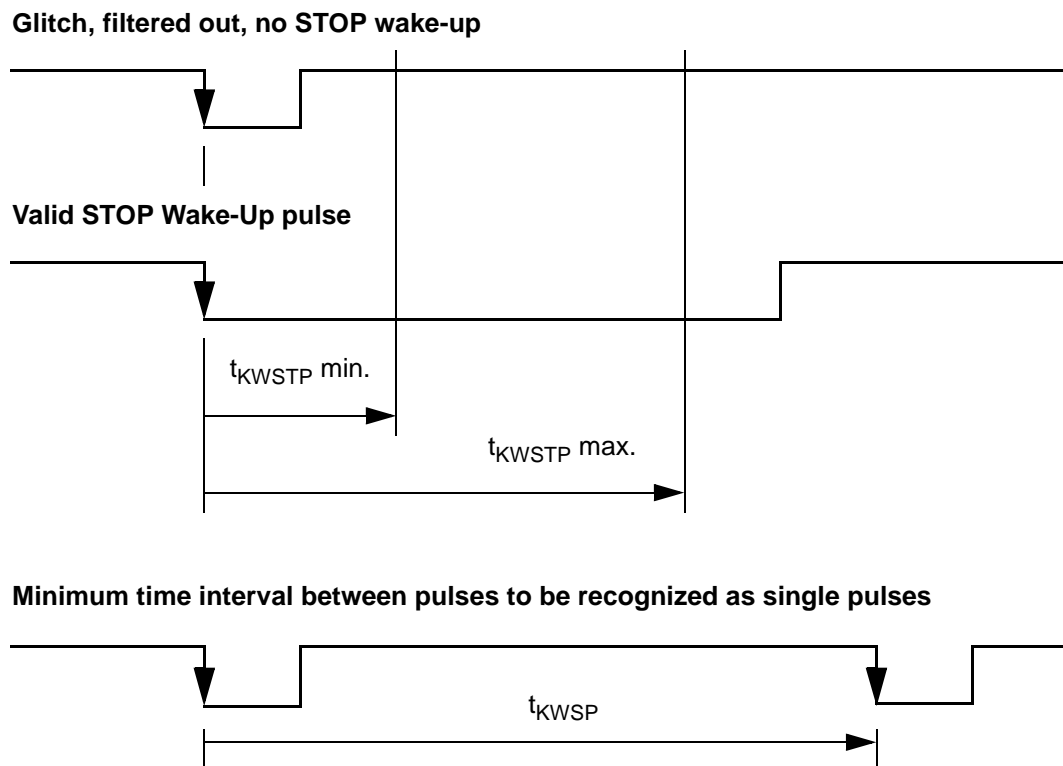 Glitch, filtered out, no STOP wake-up
Valid STOP Wake-Up pulse
tKWSTP min.
tKWSTP max.
Minimum time interval between pulses to be recognized as single pulses
tKWSP